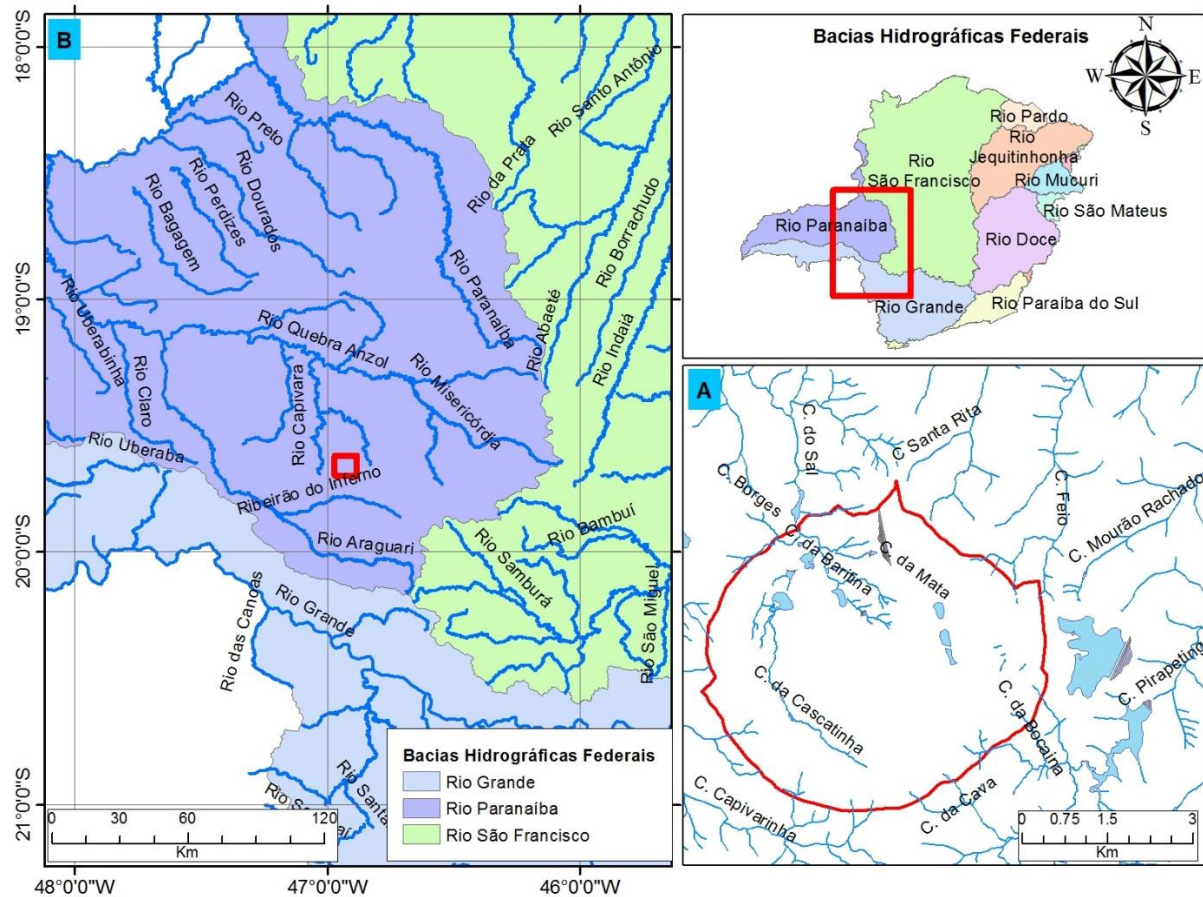 B
18°0'0"S
19°0'0"S
20°0'0"S
21°0'0"S
48°0'0"W
47°0'0"W
46°0'0"W
Rio Preto
Rio Santo Antônio
Rio da Prata
Rio Dourados
Rio Perdizes
Rio Bagagem
Rio Borrachudo
Rio Paranaíba
Rio Abaeté
Rio Indaiá
Rio Uberabinha
Rio Quebra Anzol
Rio Claro
Rio Capivara
Rio Misericórdia
Rio Uberaba
Ribeirão do Inferno
Rio Araguari
Rio Bambuí
Rio Samburá
Rio São Miguel
Rio das Canoas
Rio Grande
0 30 60 120
Km
Bacias Hidrográficas Federais
Rio Grande
Rio Paranaíba
Rio São Francisco
Bacias Hidrográficas Federais
N
W
E
S
Rio Pardo
Rio
Jequitinhonha
Rio
São Francisco
Rio Mucuri
Rio São Mateus
Rio Paranaíba
Rio Doce
Rio Grande
Rio Paraíba do Sul
A
C. do Sal
C Santa Rita
C. Borges
C. Feio
C. Mourão Rachado
C. da Baritina
C. da Mata
C. Pirapetinga
C. da Cascatinha
C. da Bocaina
C. Capivarinha
C. da Cava
0 0.75 1.5 3
Km